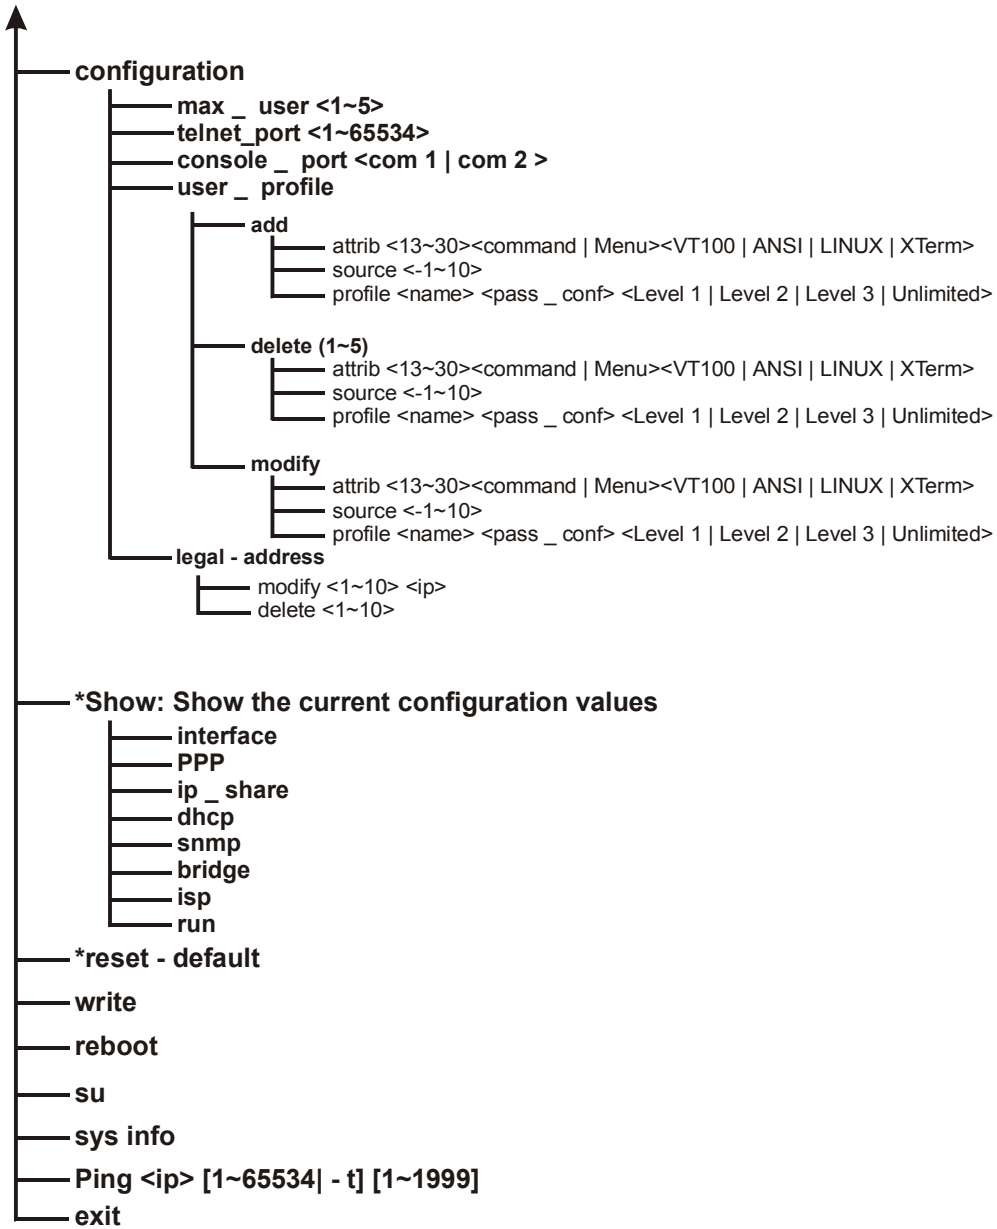 configuration
max _ user <1~5>
telnet_port <1~65534>
console _ port <com 1 | com 2 >
user _ profile
add
attrib <13~30><command | Menu><VT100 | ANSI | LINUX | XTerm>
source <-1~10>
profile <name> <pass _ conf> <Level 1 | Level 2 | Level 3 | Unlimited>
delete (1~5)
attrib <13~30><command | Menu><VT100 | ANSI | LINUX | XTerm>
source <-1~10>
profile <name> <pass _ conf> <Level 1 | Level 2 | Level 3 | Unlimited>
modify
attrib <13~30><command | Menu><VT100 | ANSI | LINUX | XTerm>
source <-1~10>
profile <name> <pass _ conf> <Level 1 | Level 2 | Level 3 | Unlimited>
legal - address
modify <1~10> <ip>
delete <1~10>
*Show: Show the current configuration values
interface
PPP
ip _ share
dhcp
snmp
bridge
isp
run
*reset - default
write
reboot
su
sys info
Ping <ip> [1~65534| - t] [1~1999]
exit